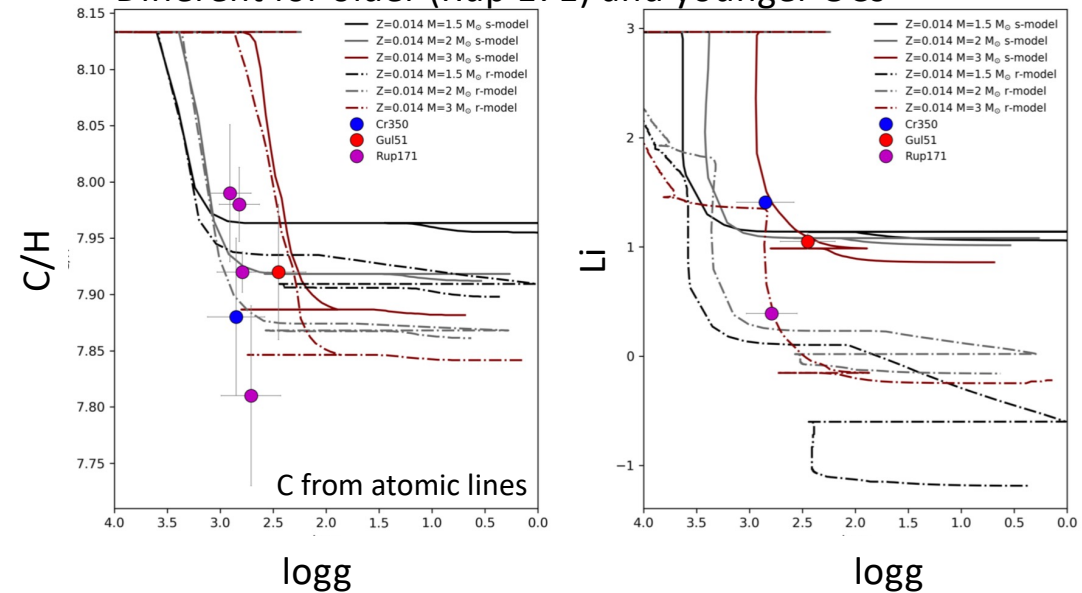 Different for older (Rup 171) and younger OCs
8.15
8.10
8.05
8.00
7.95
7.90
7.85
7.80
7.75
C/H
Z=0.014 M=1.5 M⊙ s-model
Z=0.014 M=2 M⊙ s-model
Z=0.014 M=3 M⊙ s-model
Z=0.014 M=1.5 M⊙ r-model
Z=0.014 M=2 M⊙ r-model
Z=0.014 M=3 M⊙ r-model
Cr350
Gul51
Rup171
C from atomic lines
4.0 3.5 3.0 2.5 2.0 1.5 1.0 0.5 0.0
logg
3
2
1
0
−1
Li
Z=0.014 M=1.5 M⊙ s-model
Z=0.014 M=2 M⊙ s-model
Z=0.014 M=3 M⊙ s-model
Z=0.014 M=1.5 M⊙ r-model
Z=0.014 M=2 M⊙ r-model
Z=0.014 M=3 M⊙ r-model
Cr350
Gul51
Rup171
4.0 3.5 3.0 2.5 2.0 1.5 1.0 0.5 0.0
logg